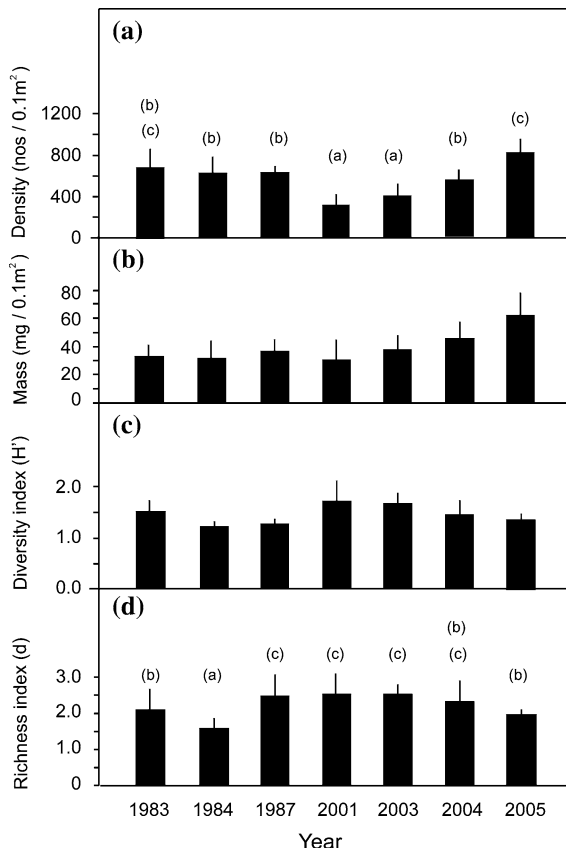 (a)
Density (nos / 0.1m²)
1200
800
400
0
(b)
(c)
(b)
(b)
(a)
(a)
(b)
(c)
(b)
Mass (mg / 0.1m²)
80
60
40
20
0
(c)
Diversity index (H')
2.0
1.0
0.0
(d)
Richness index (d)
3.0
2.0
1.0
0
(b)
(a)
(c)
(c)
(c)
(b)
(c)
(b)
1983 1984 1987 2001 2003 2004 2005
Year